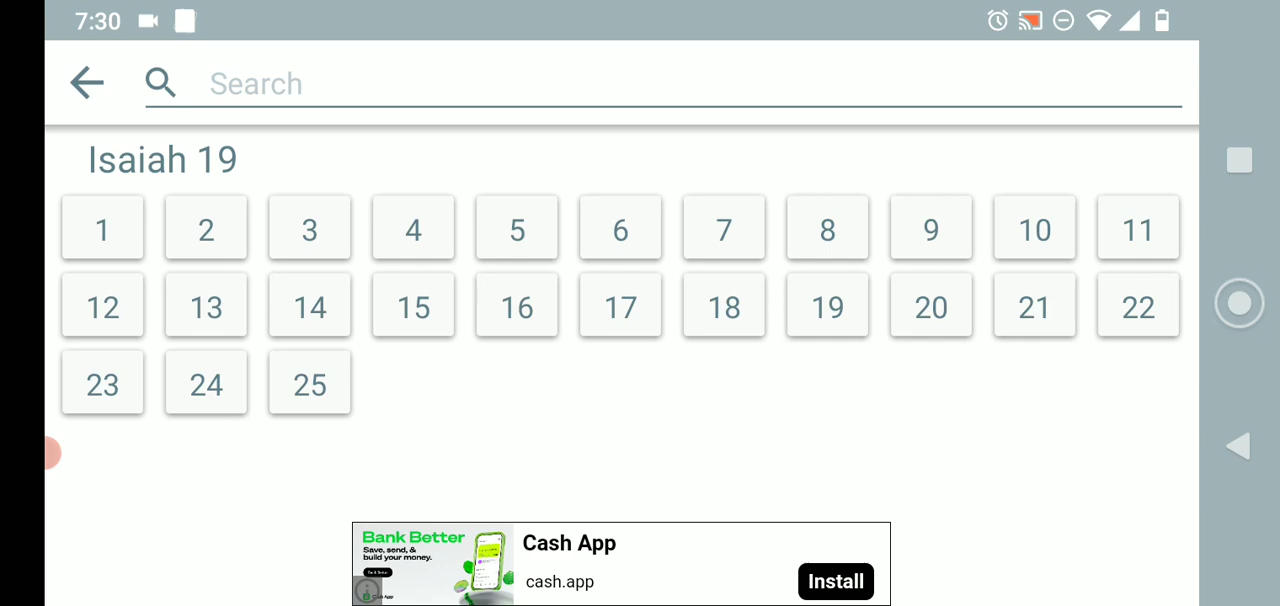 7:30
Search
Isaiah 19
1 2 3 4 5 6 7 8 9 10 11
12 13 14 15 16 17 18 19 20 21 22
23 24 25
Bank Better
Save, send, &
build your money.
Cash App
cash.app
Install
Cash App